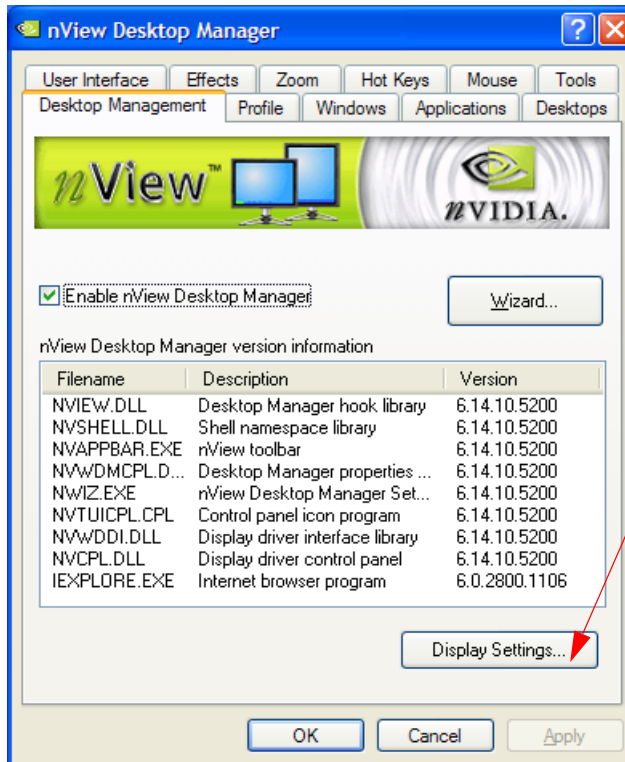 nView Desktop Manager
User Interface Effects Zoom Hot Keys Mouse Tools
Desktop Management Profile Windows Applications Desktops
nView™ nVIDIA.
Enable nView Desktop Manager Wizard...
nView Desktop Manager version information
Filename Description Version
NVIEW.DLL Desktop Manager hook library 6.14.10.5200
NVSHELL.DLL Shell namespace library 6.14.10.5200
NVAPPBAR.EXE nView toolbar 6.14.10.5200
NVWDMCPL.D... Desktop Manager properties ... 6.14.10.5200
NWIZ.EXE nView Desktop Manager Set... 6.14.10.5200
NVTUICPL.CPL Control panel icon program 6.14.10.5200
NVWDDI.DLL Display driver interface library 6.14.10.5200
NVCPL.DLL Display driver control panel 6.14.10.5200
IEXPLORE.EXE Internet browser program 6.0.2800.1106
Display Settings...
OK Cancel Apply